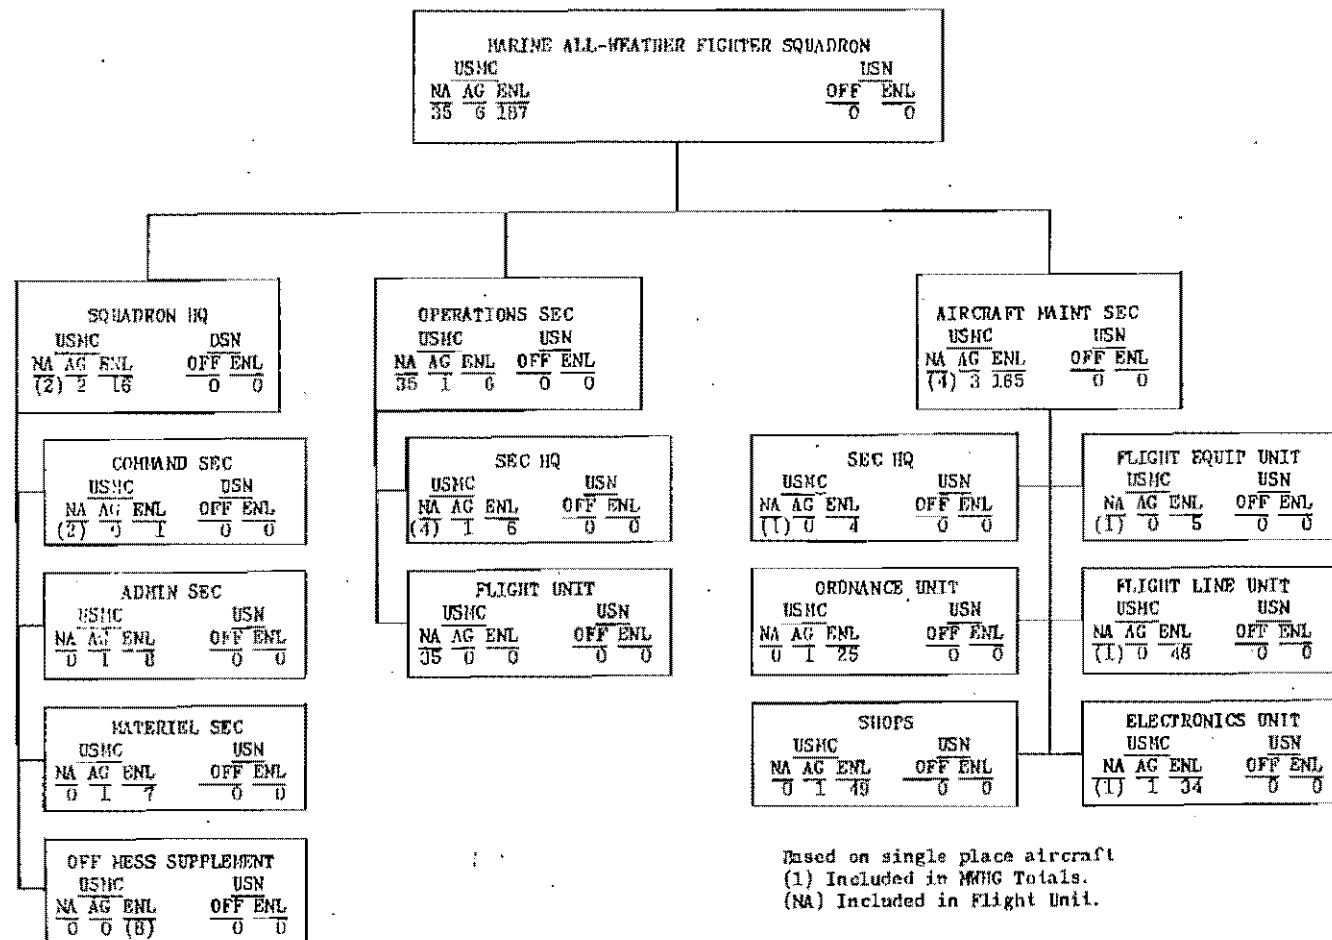 MARINE ALL-WEATHER FIGHTER SQUADRON
USMC USN
NA AG ENL OFF ENL
35 6 187 0 0
SQUADRON HQ
USMC USN
NA AG ENL OFF ENL
(2) 2 16 0 0
COMMAND SEC
USMC USN
NA AG ENL OFF ENL
(2) 0 1 0 0
ADMIN SEC
USMC USN
NA AG ENL OFF ENL
0 1 8 0 0
MATERIEL SEC
USMC USN
NA AG ENL OFF ENL
0 1 7 0 0
OFF MESS SUPPLEMENT
USMC USN
NA AG ENL OFF ENL
0 0 (8) 0 0
OPERATIONS SEC
USMC USN
NA AG ENL OFF ENL
35 1 6 0 0
SEC HQ
USMC USN
NA AG ENL OFF ENL
(4) 1 6 0 0
FLIGHT UNIT
USMC USN
NA AG ENL OFF ENL
35 0 0 0 0
AIRCRAFT MAINT SEC
USMC USN
NA AG ENL OFF ENL
(4) 3 165 0 0
SEC HQ
USMC USN
NA AG ENL OFF ENL
(1) 0 4 0 0
FLIGHT EQUIP UNIT
USMC USN
NA AG ENL OFF ENL
(1) 0 5 0 0
ORDNANCE UNIT
USMC USN
NA AG ENL OFF ENL
0 1 25 0 0
FLIGHT LINE UNIT
USMC USN
NA AG ENL OFF ENL
(1) 0 48 0 0
SHOPS
USMC USN
NA AG ENL OFF ENL
0 1 49 0 0
ELECTRONICS UNIT
USMC USN
NA AG ENL OFF ENL
(1) 1 34 0 0
Based on single place aircraft
(1) Included in MWHG Totals.
(NA) Included in Flight Unit.